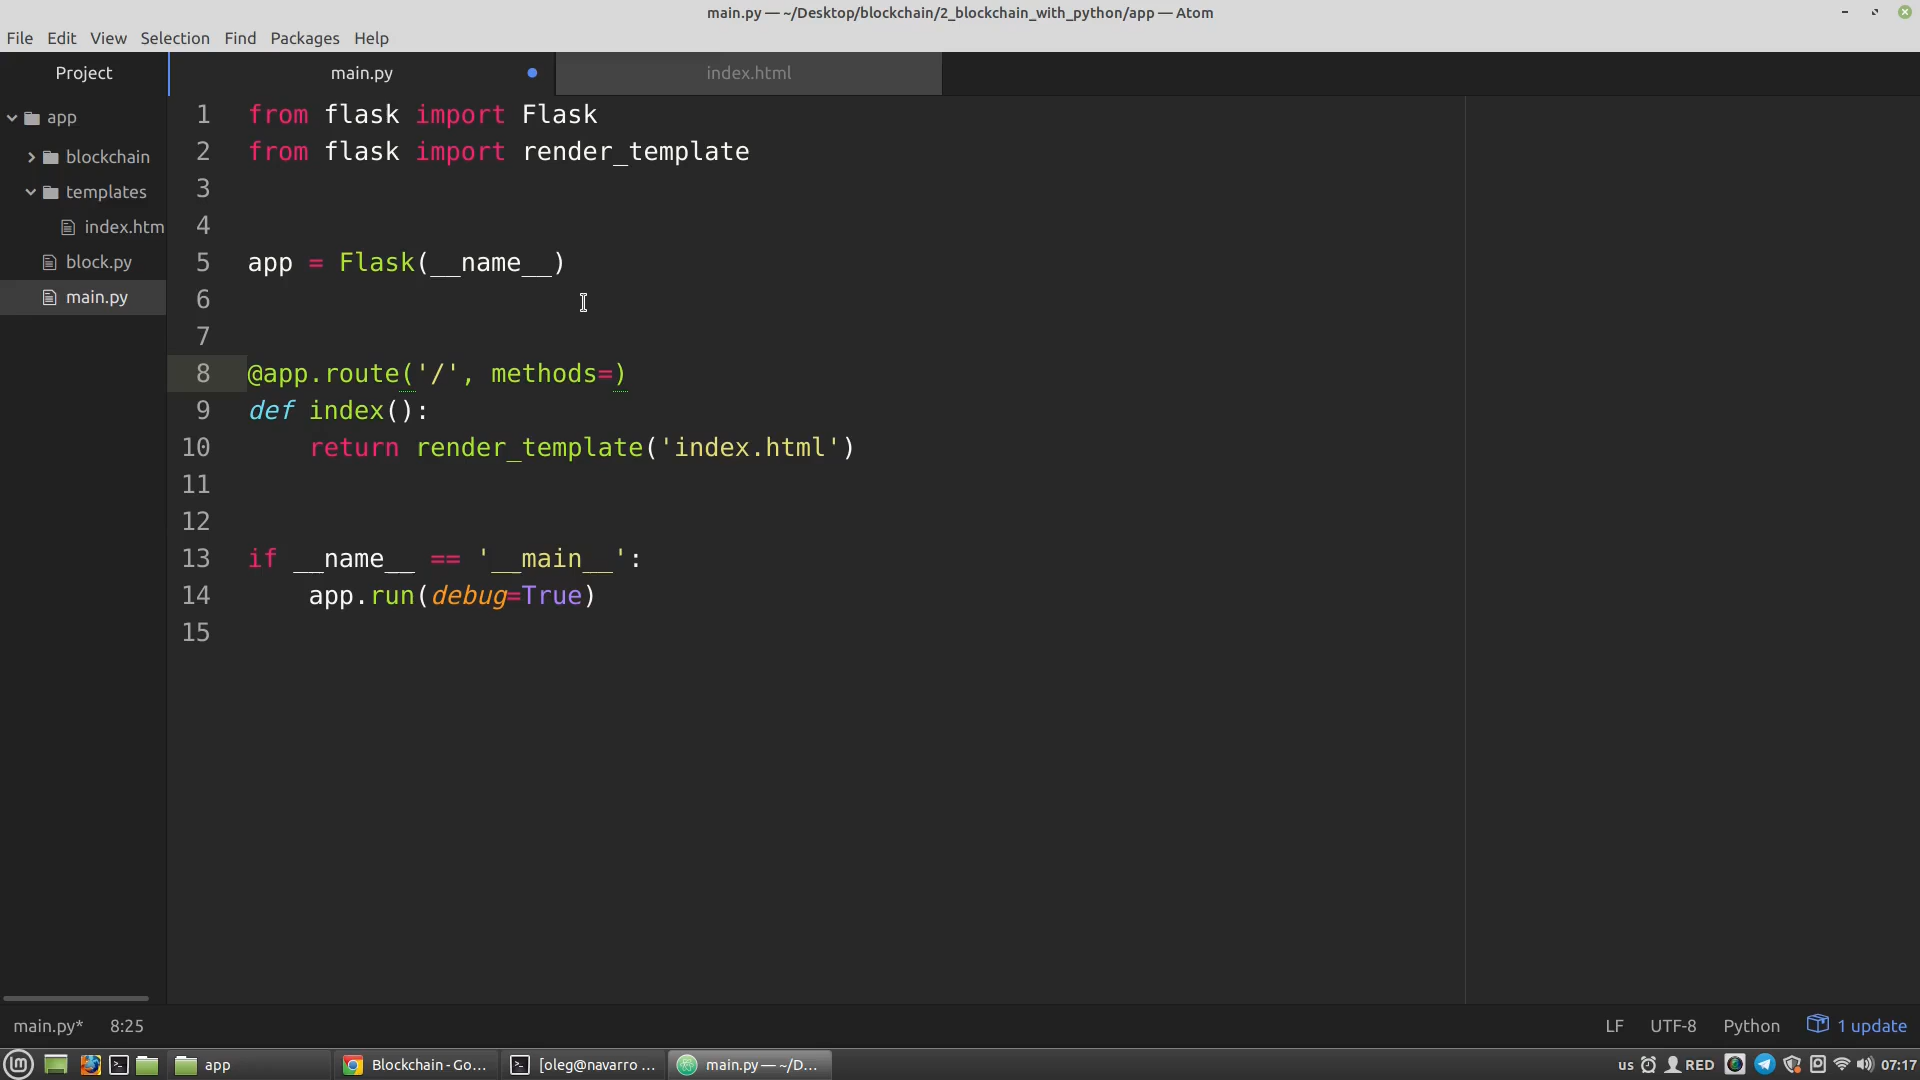 main.py — ~/Desktop/blockchain/2_blockchain_with_python/app — Atom
File Edit View Selection Find Packages Help
Project
main.py
index.html
app
blockchain
templates
index.htm
block.py
main.py
1 from flask import Flask
2 from flask import render_template
3
4
5 app = Flask(__name__)
6
7
8 @app.route('/', methods=)
9 def index():
10     return render_template('index.html')
11
12
13 if __name__ == '__main__':
14     app.run(debug=True)
15
main.py* 8:25
LF UTF-8 Python 1 update
app
Blockchain - Go...
[oleg@navarro ...
main.py — ~/D...
us RED 07:17